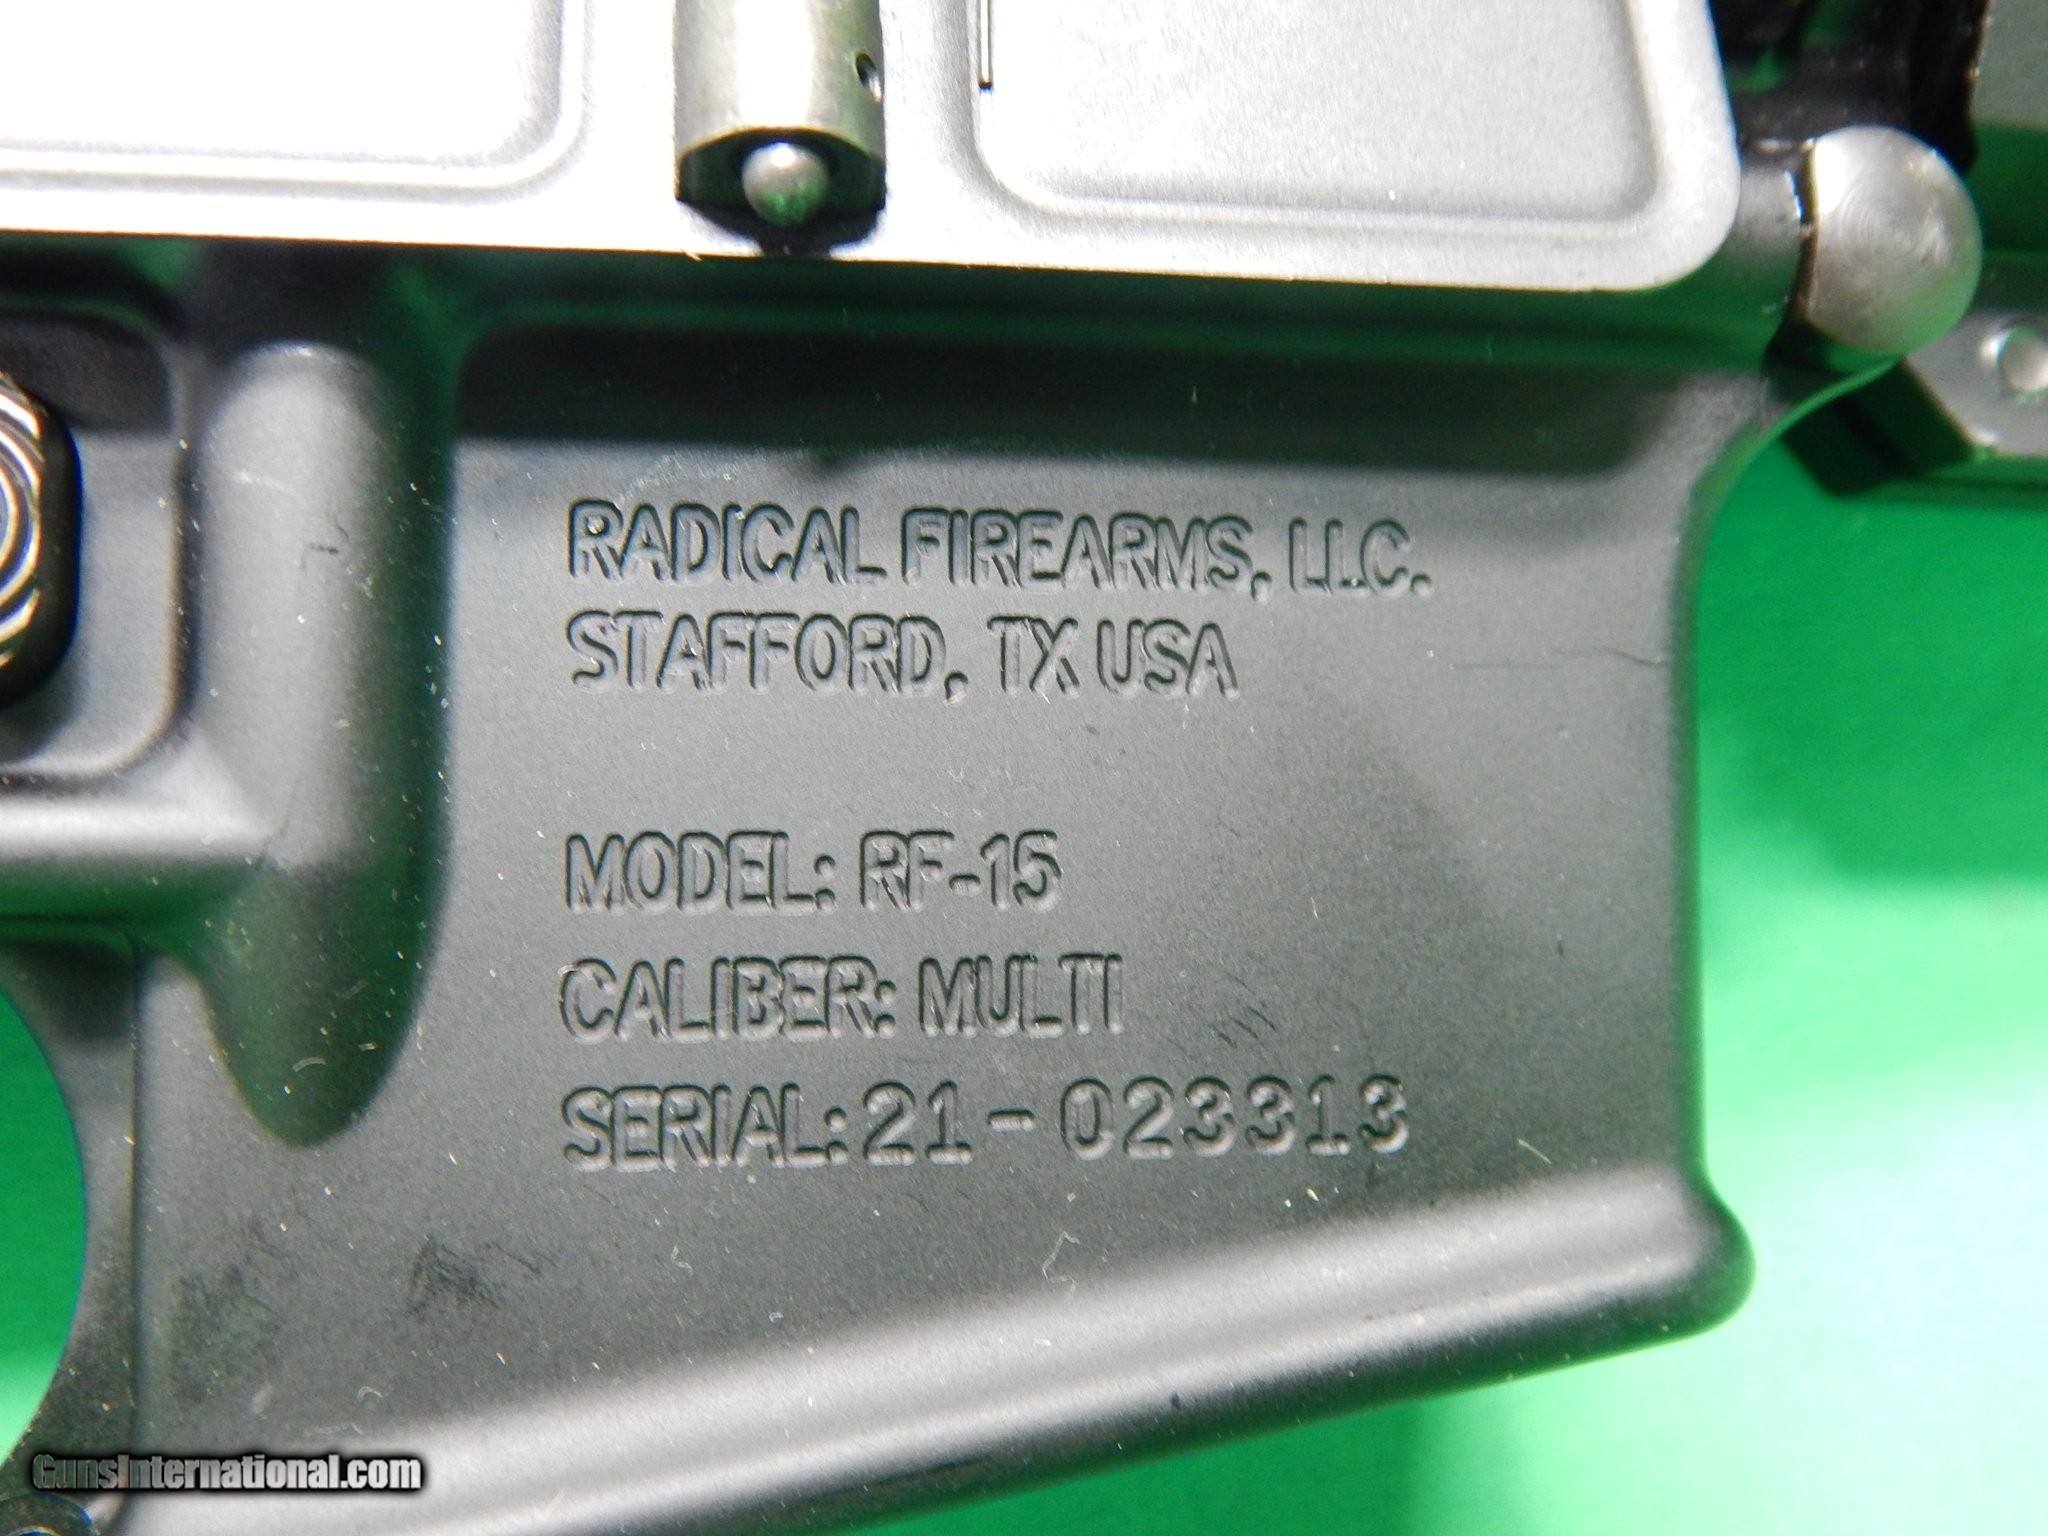 RADICAL FIREARMS, LLC.
STAFFORD, TX USA
MODEL: RF-15
CALIBER: MULTI
SERIAL: 21-023313
GunsInternational.com